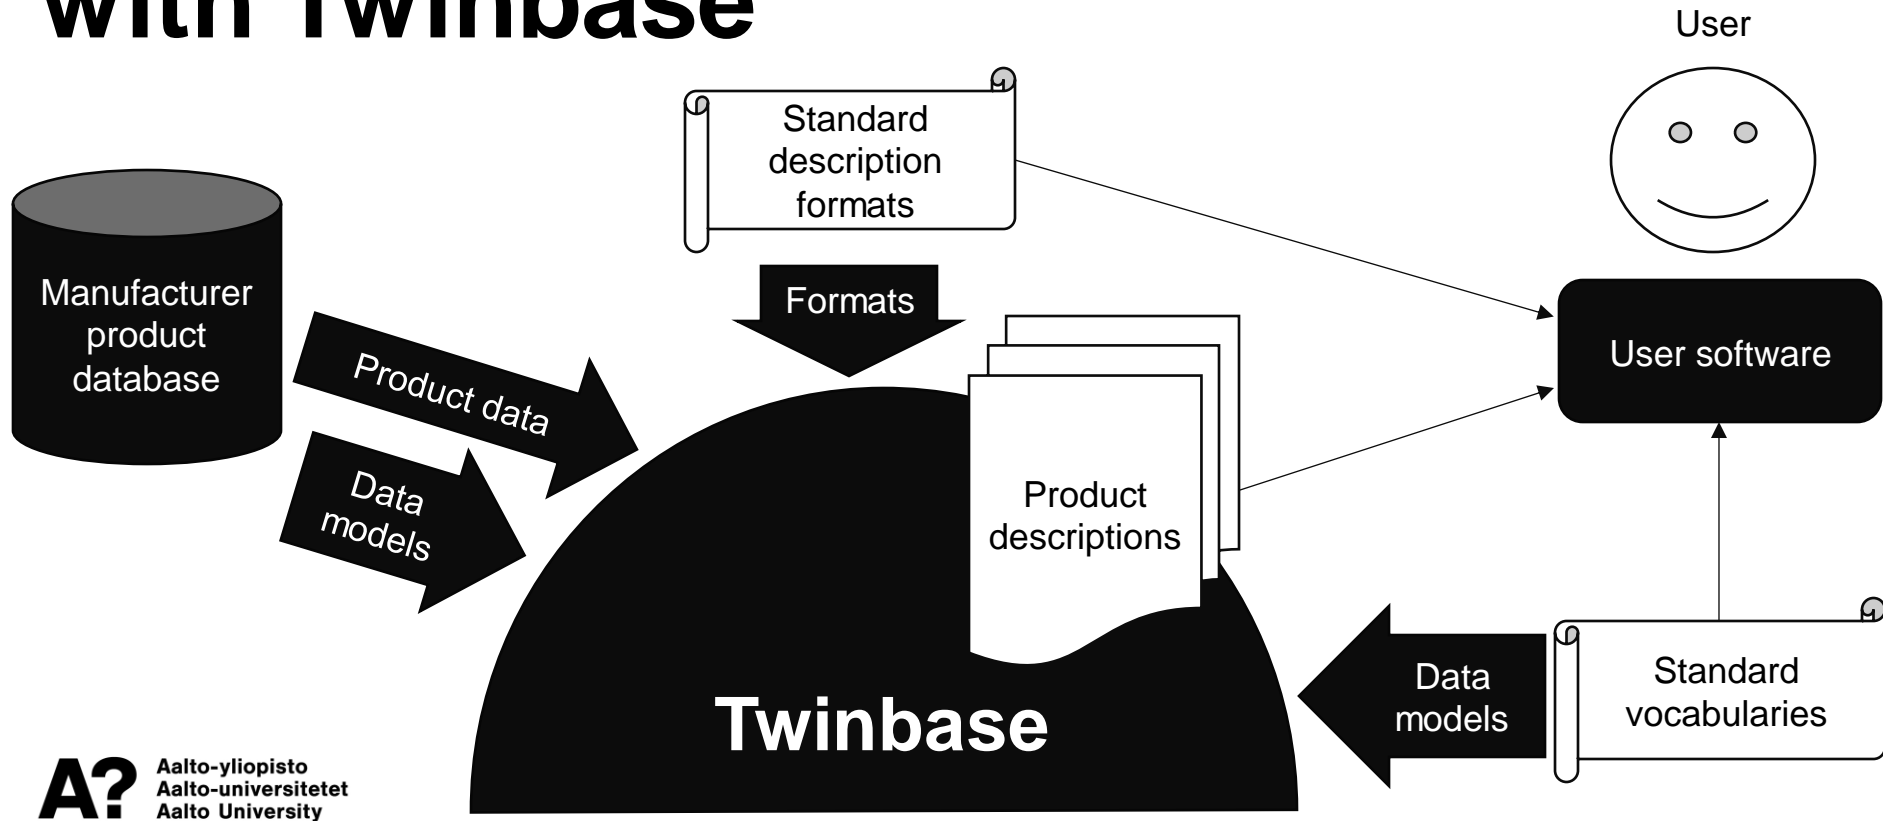 with Twinbase
User
Standard
description
formats
Manufacturer
product
database
Formats
Product data
User software
Data
models
Product
descriptions
Data
models
Standard
vocabularies
Twinbase
A?
Aalto-yliopisto
Aalto-universitetet
Aalto University